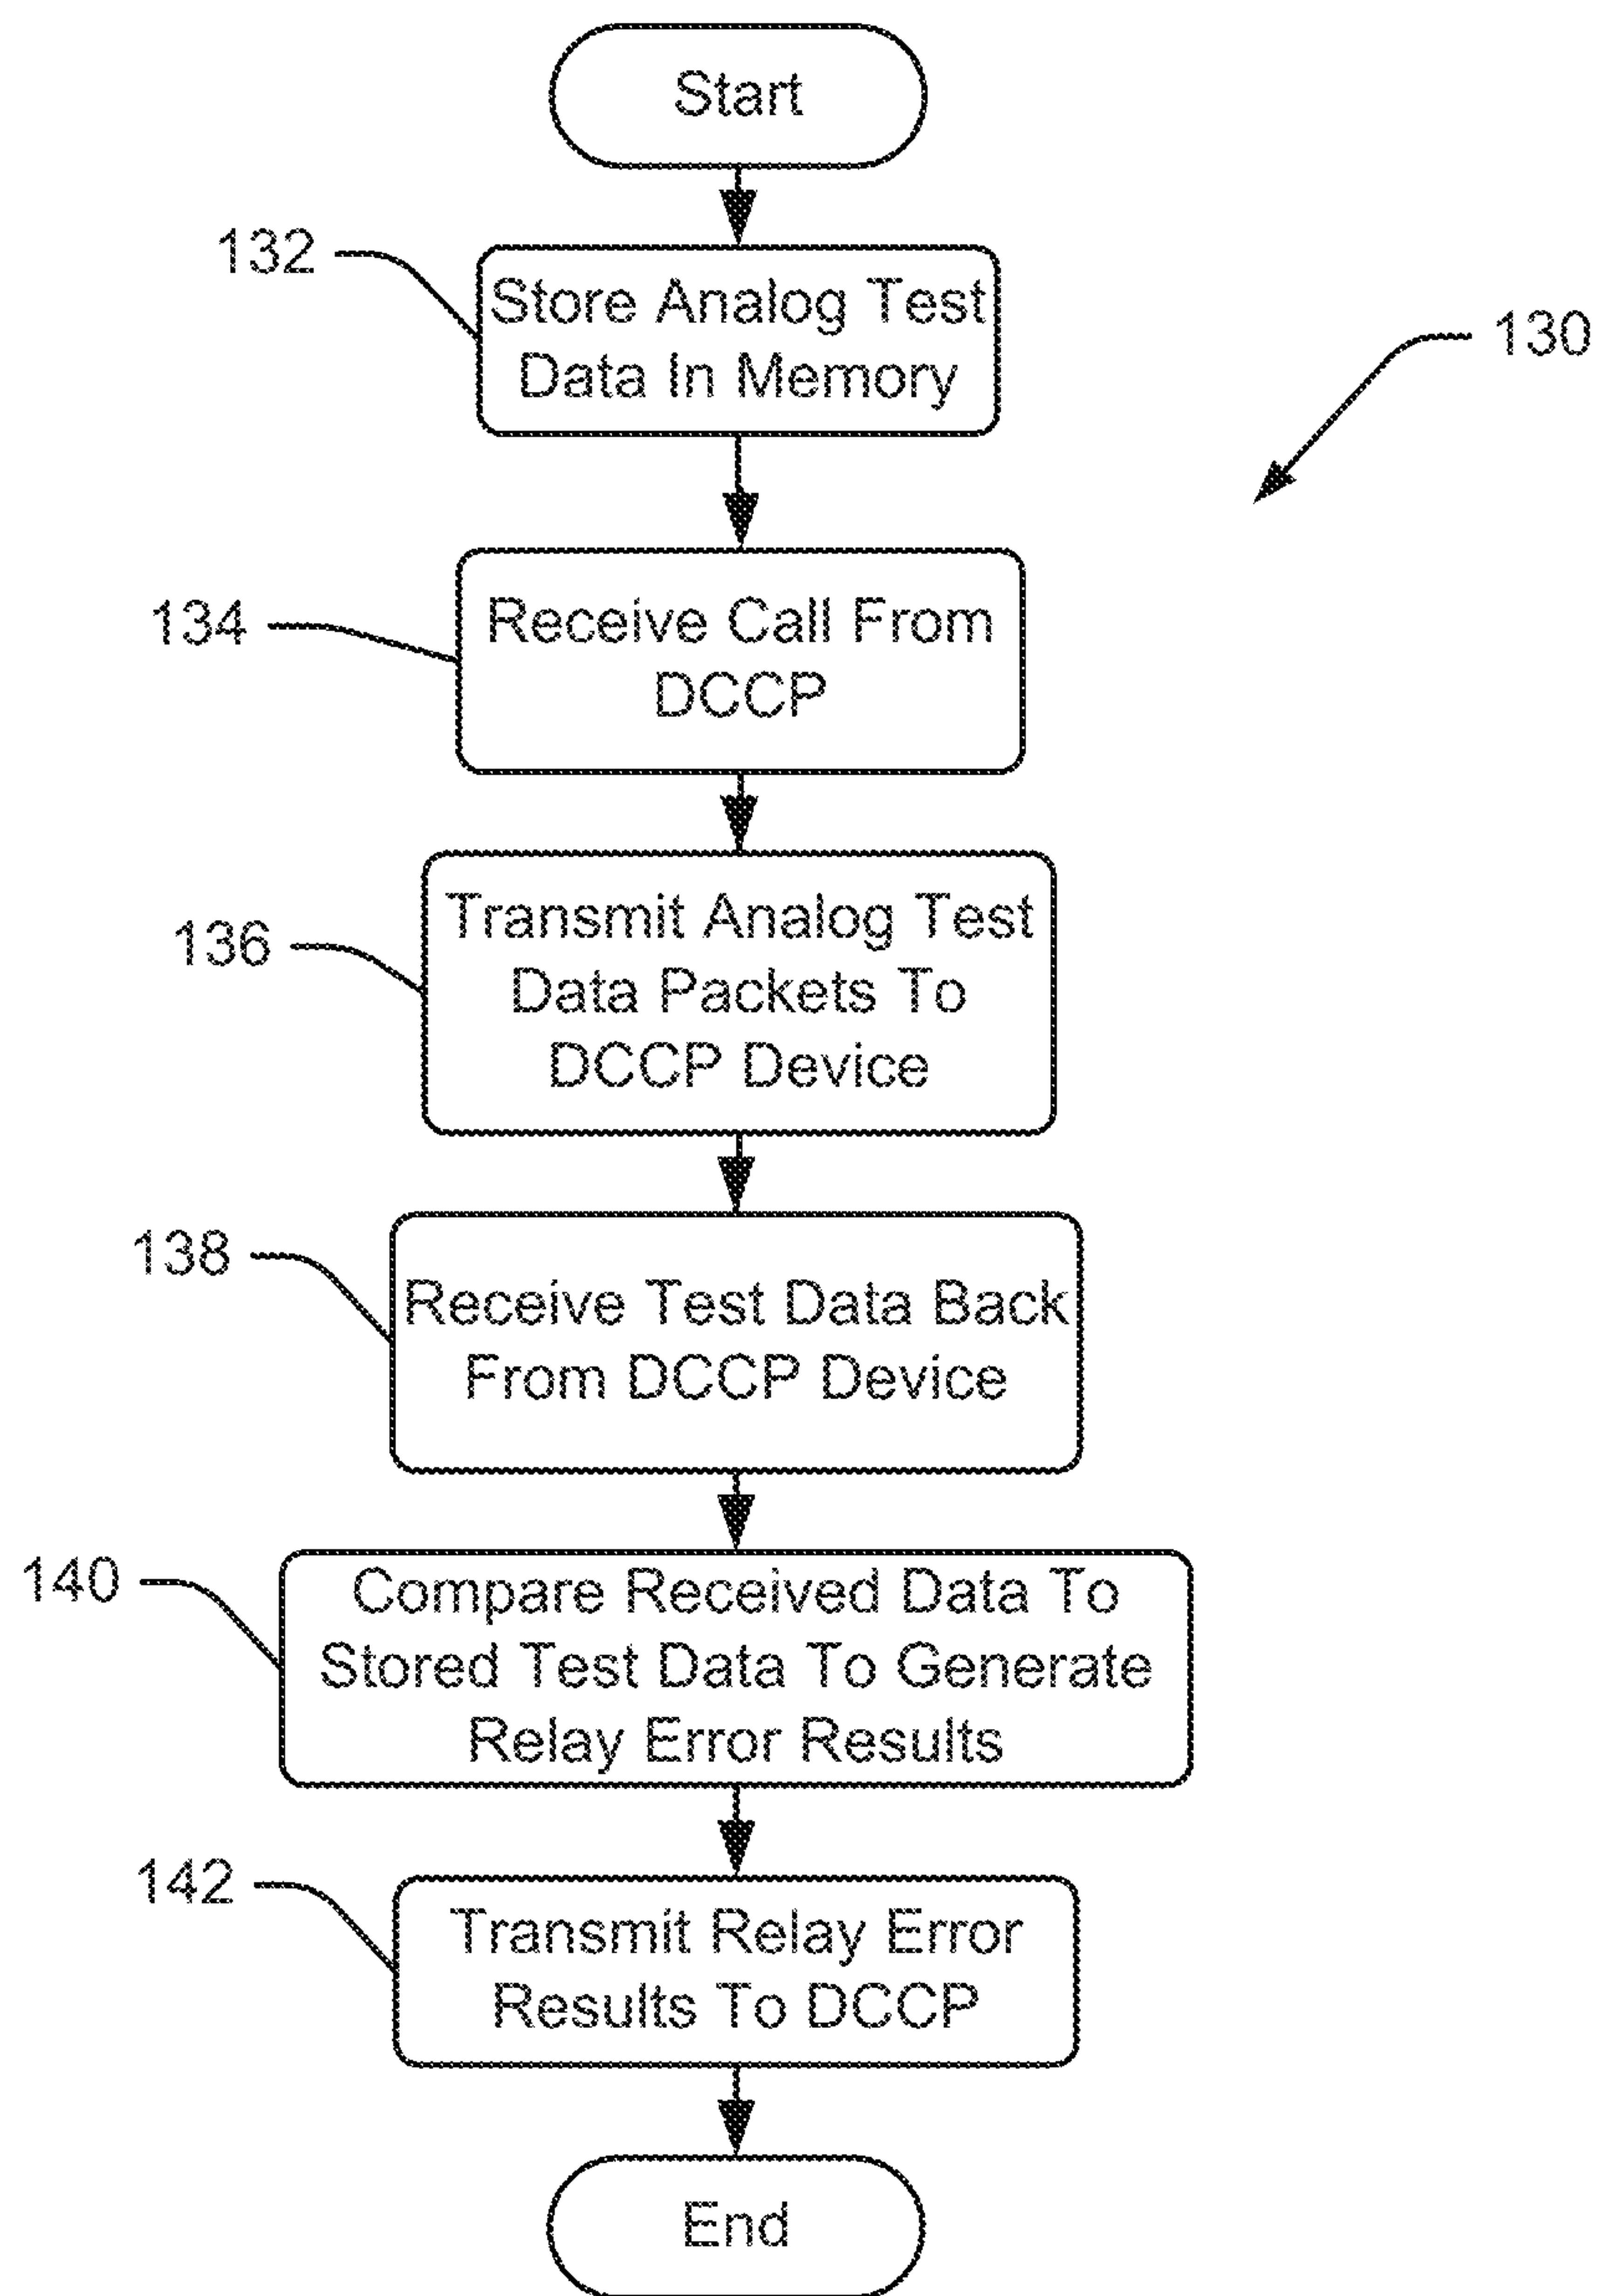 Start
132
Store Analog Test
Data In Memory
130
134
Receive Call From
DCCP
136
Transmit Analog Test
Data Packets To
DCCP Device
138
Receive Test Data Back
From DCCP Device
140
Compare Received Data To
Stored Test Data To Generate
Relay Error Results
142
Transmit Relay Error
Results To DCCP
End